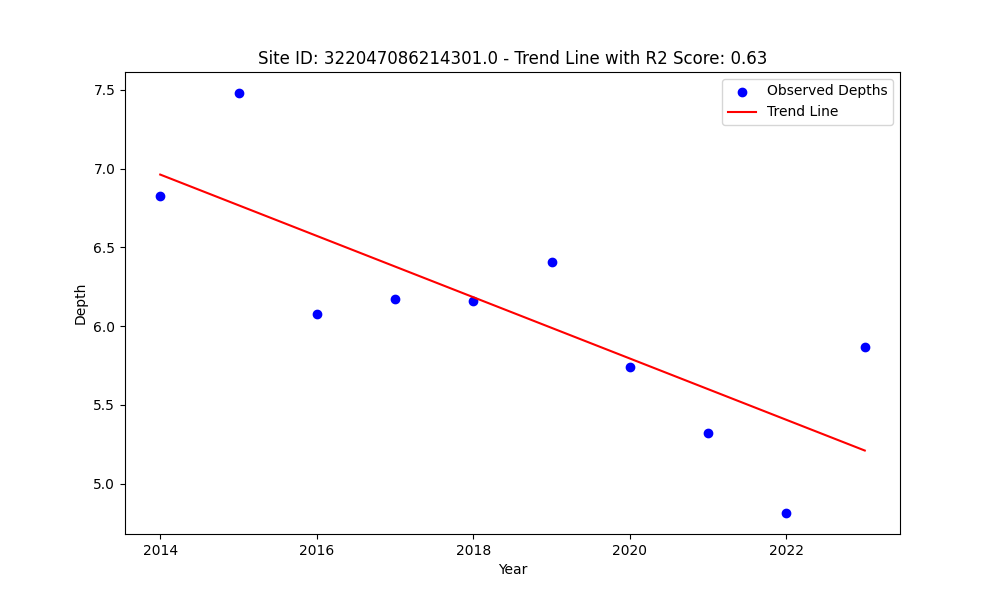 Site ID: 322047086214301.0 - Trend Line with R2 Score: 0.63
Observed Depths
Trend Line
7.5
7.0
6.5
6.0
5.5
5.0
Depth
2014
2016
2018
2020
2022
Year